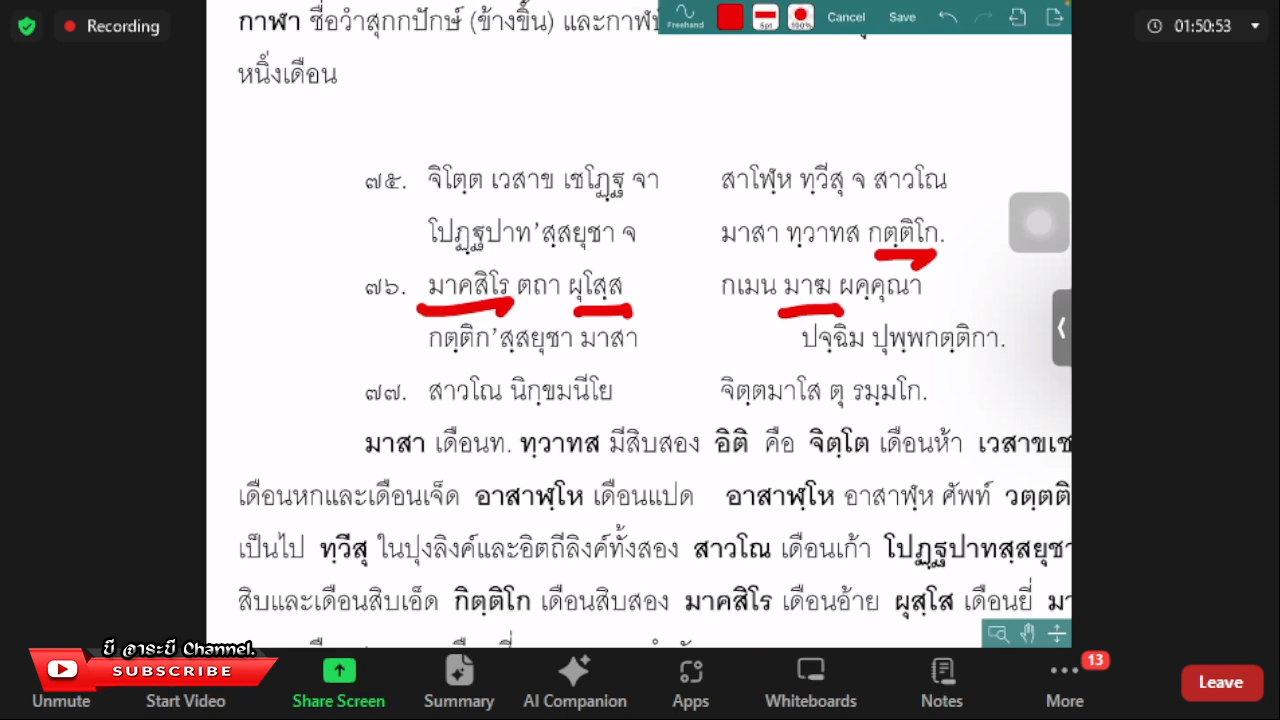 Recording
กาฬา ชื่อว่าสุกกปักษ์ (ข้างขึ้น) และกาฬ
Freehand 6pt 100% Cancel Save
01:50:53
หนึ่งเดือน
๗๕. จิโตฺต เวสาข เชโฏฺฐ จา สาโฬฺห ทฺวีสุ จ สาวโณ
โปฏฺฐปาท’สฺสยุชา จ มาสา ทฺวาทส กตฺติโก.
๗๖. มาคสิโร ตถา ผุโสฺส กเมน มาฆ ผคฺคุณา
กตฺติก’สฺสยุชา มาสา ปจฺฉิม ปุพฺพกตฺติกา.
๗๗. สาวโณ นิกฺขมนีโย จิตฺตมาโส ตุ รมฺมโก.
มาสา เดือนท. ทฺวาทส มีสิบสอง อิติ คือ จิตฺโต เดือนห้า เวสาขเช
เดือนหกและเดือนเจ็ด อาสาฬฺโห เดือนแปด อาสาฬฺโห อาสาฬฺห ศัพท์ วตฺตติ
เป็นไป ทฺวีสุ ในปุงลิงค์และอิตถีลิงค์ทั้งสอง สาวโณ เดือนเก้า โปฏฺฐปาทสฺสยุชา
สิบและเดือนสิบเอ็ด กิตฺติโก เดือนสิบสอง มาคสิโร เดือนอ้าย ผุสฺโส เดือนยี่ มา
บี อาระบี Channel.
SUBSCRIBE
Unmute Start Video Share Screen Summary AI Companion Apps Whiteboards Notes More 13 Leave